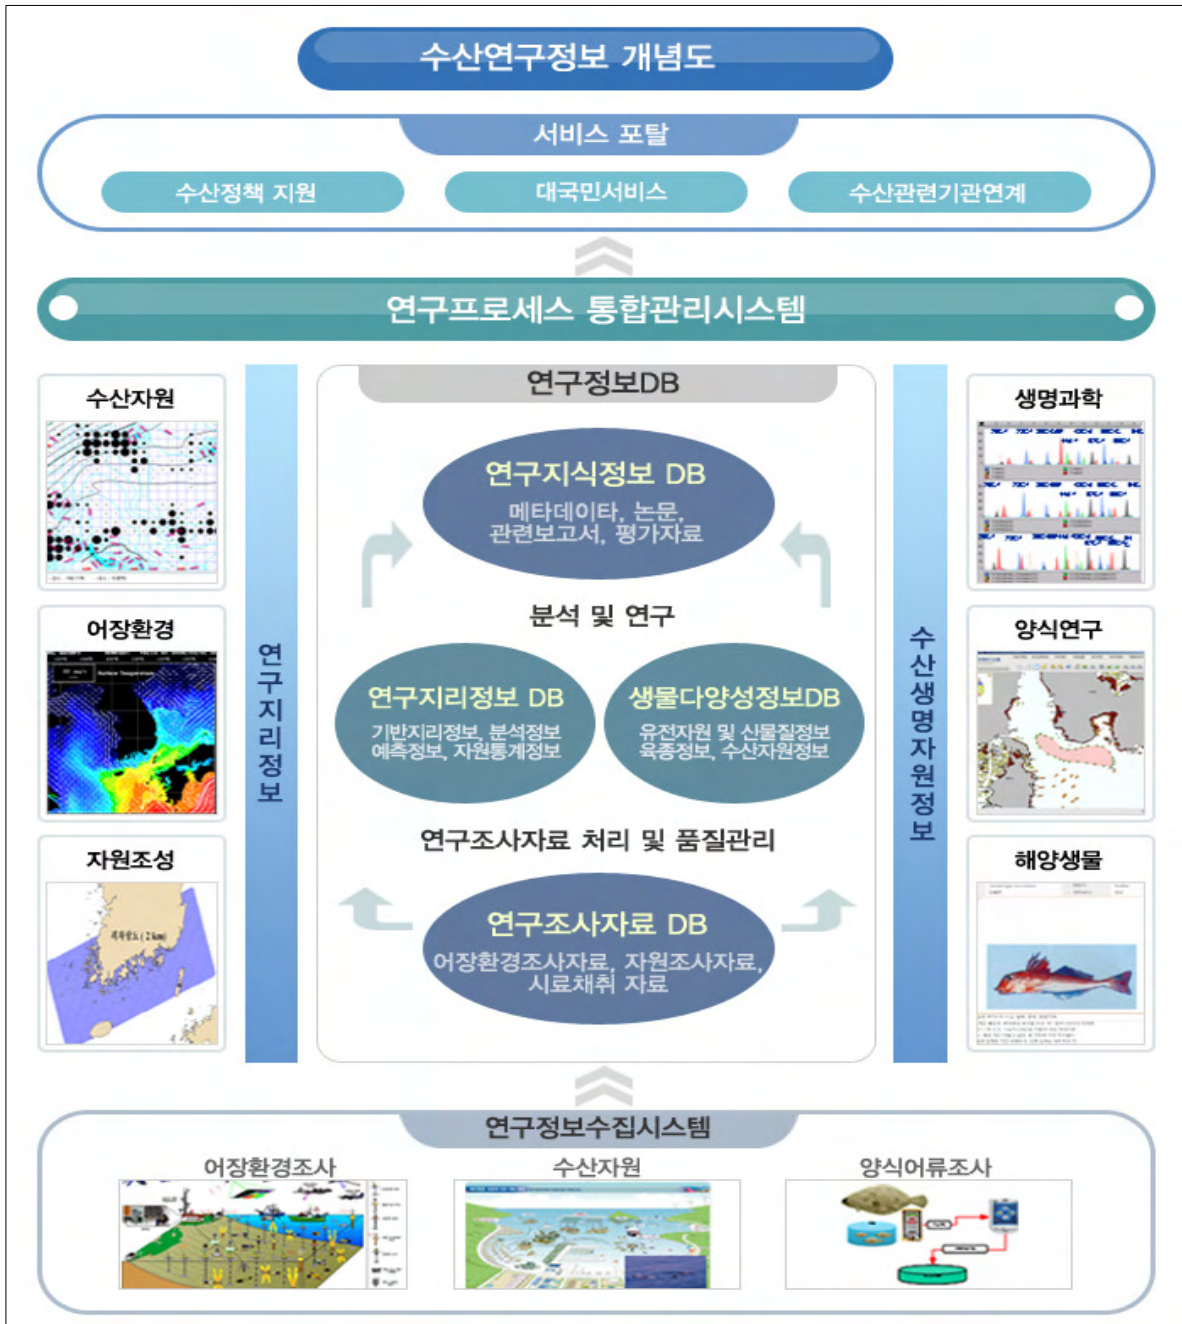 수산연구정보 개념도
서비스 포탈
수산정책 지원
대국민서비스
수산관련기관연계
연구프로세스 통합관리시스템
수산자원
어장환경
Surface Temperature
자원조성
연구지리정보
연구정보DB
연구지식정보 DB
메타데이타, 논문,
관련보고서, 평가자료
분석 및 연구
연구지리정보 DB
기반지리정보, 분석정보
예측정보, 자원통계정보
생물다양성정보DB
유전자원 및 신물질정보
육종정보, 수산자원정보
연구조사자료 처리 및 품질관리
연구조사자료 DB
어장환경조사자료, 자원조사자료,
시료채취 자료
수산생명자원정보
생명과학
양식연구
해양생물
연구정보수집시스템
어장환경조사
수산자원
양식어류조사